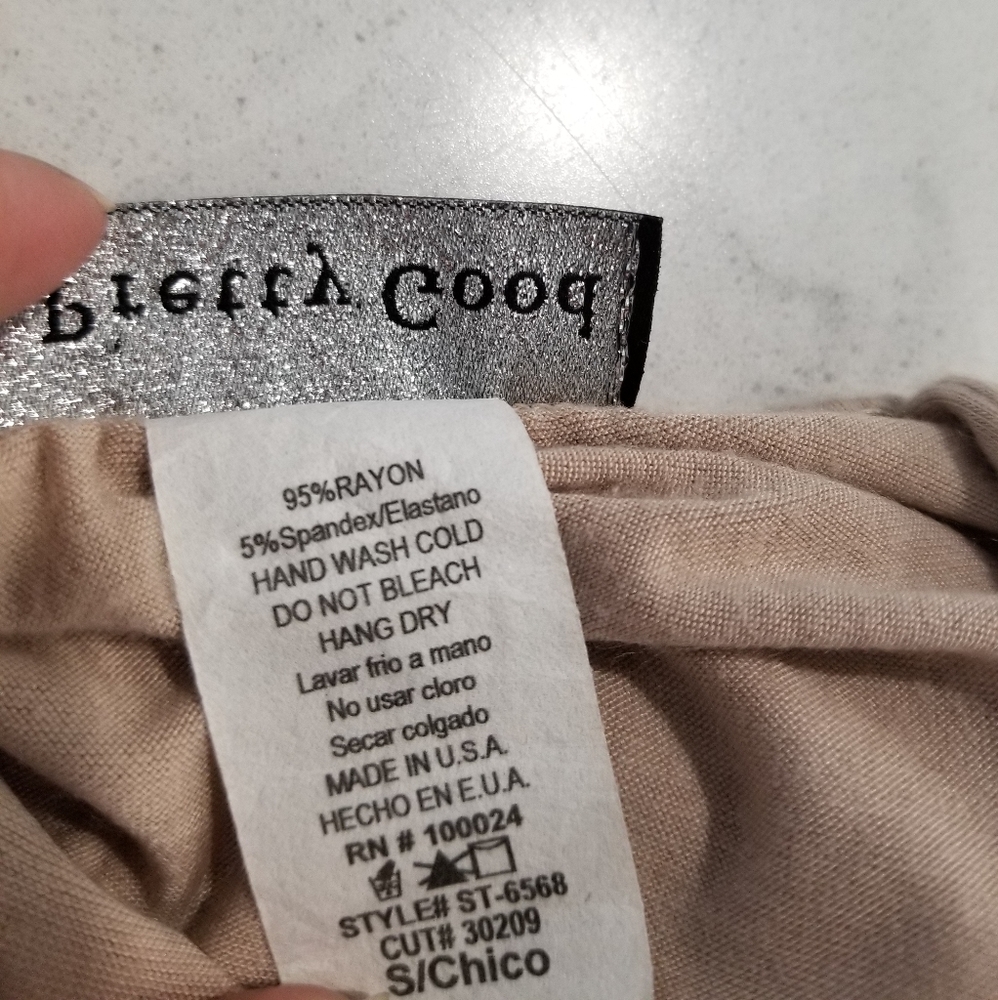 Pretty Good
95%RAYON
5%Spandex/Elastano
HAND WASH COLD
DO NOT BLEACH
HANG DRY
Lavar frio a mano
No usar cloro
Secar colgado
MADE IN U.S.A.
HECHO EN E.U.A.
RN # 100024
STYLE# ST-6568
CUT# 30209
S/Chico